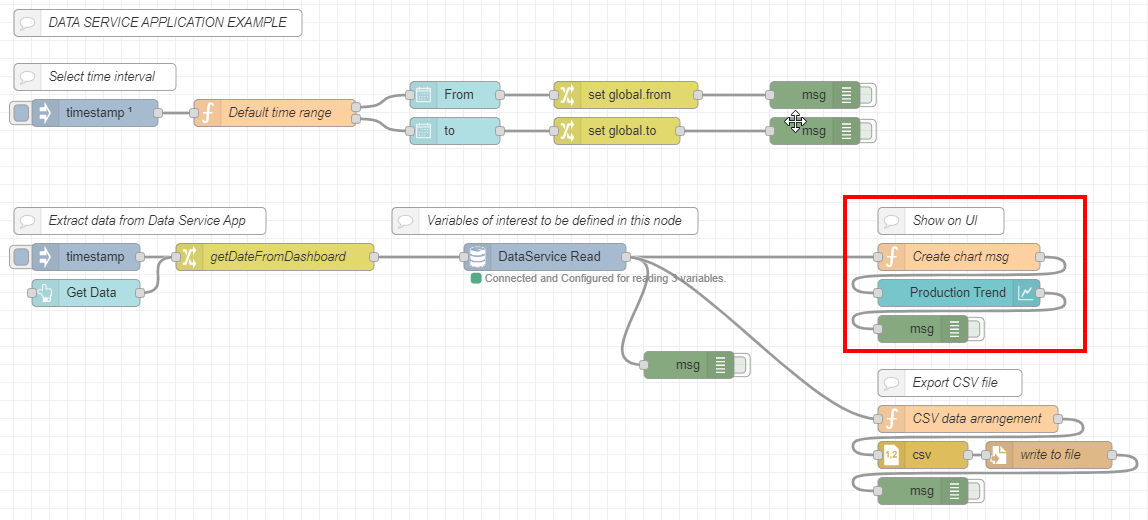 DATA SERVICE APPLICATION EXAMPLE
Select time interval
timestamp ¹
Default time range
From
set global.from
msg
to
set global.to
msg
Extract data from Data Service App
Variables of interest to be defined in this node
Show on UI
timestamp
getDateFromDashboard
DataService Read
Create chart msg
Connected and Configured for reading 3 variables.
Get Data
Production Trend
msg
msg
Export CSV file
CSV data arrangement
1,2
csv
write to file
msg